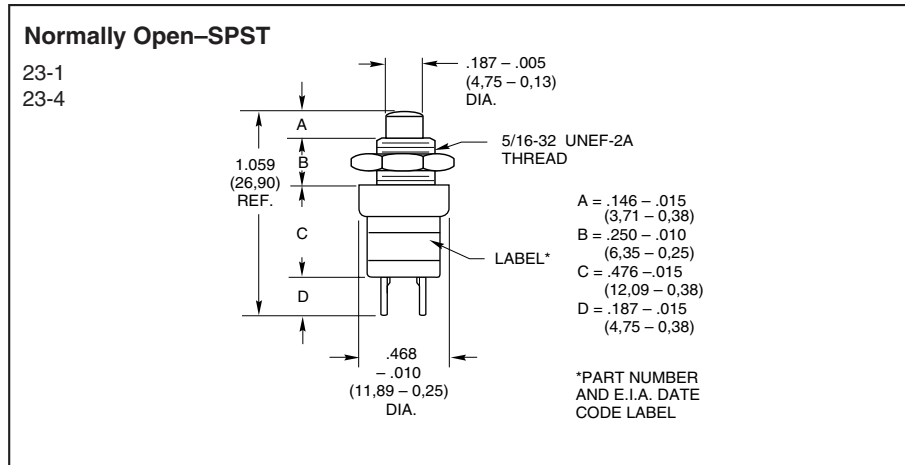 Normally Open–SPST
23-1
23-4
.187 – .005
(4,75 – 0,13)
DIA.
A
5/16-32 UNEF-2A
THREAD
B
1.059
(26,90)
REF.
A = .146 – .015
(3,71 – 0,38)
B = .250 – .010
(6,35 – 0,25)
C = .476 –.015
(12,09 – 0,38)
D = .187 – .015
(4,75 – 0,38)
C
LABEL*
D
.468
– .010
(11,89 – 0,25)
DIA.
*PART NUMBER
AND E.I.A. DATE
CODE LABEL